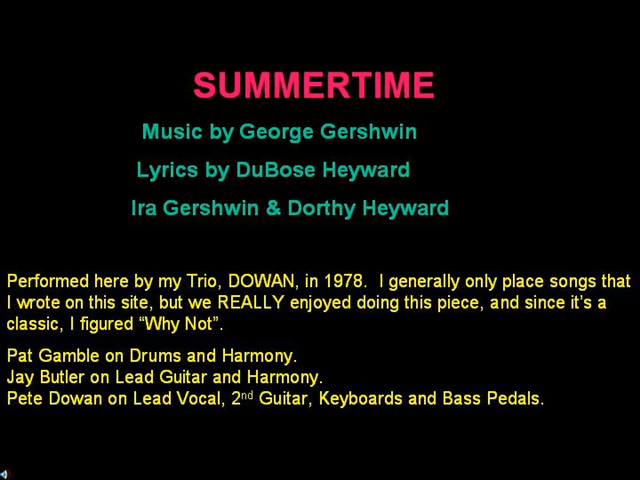 SUMMERTIME
Music by George Gershwin
Lyrics by DuBose Heyward
Ira Gershwin & Dorthy Heyward
Performed here by my Trio, DOWAN, in 1978.  I generally only place songs that
I wrote on this site, but we REALLY enjoyed doing this piece, and since it's a
classic, I figured “Why Not”.
Pat Gamble on Drums and Harmony.
Jay Butler on Lead Guitar and Harmony.
Pete Dowan on Lead Vocal, 2nd Guitar, Keyboards and Bass Pedals.